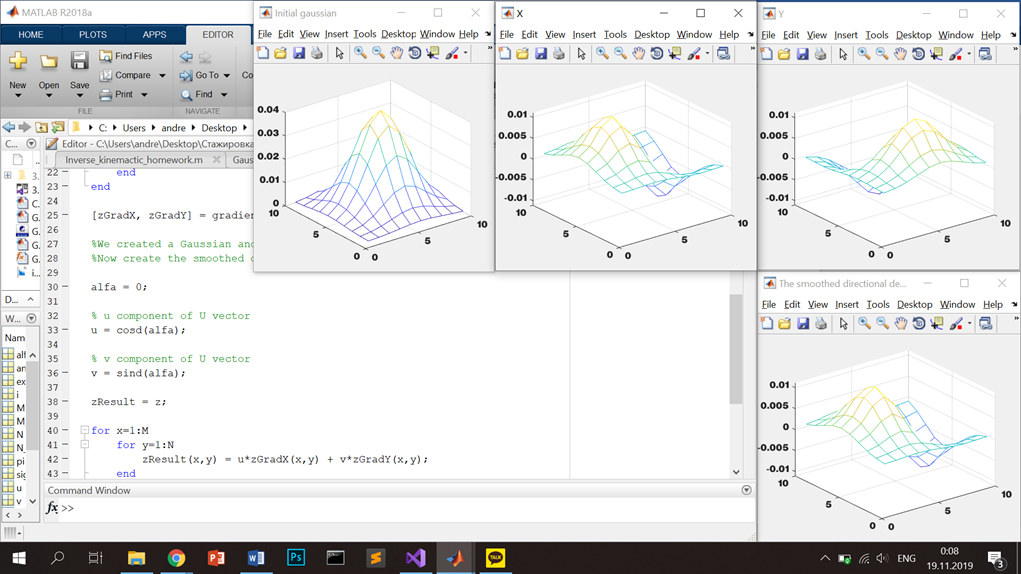 MATLAB R2018a
HOME PLOTS APPS EDITOR
New Open Save
Find Files
Compare
Print
Go To
Find
FILE NAVIGATE
C: Users andre Desktop
Editor - C:\Users\andre\Desktop\Стажировка
Inverse_kinematic_homework.m Gaus
22 end
23 end
24
25 [zGradX, zGradY] = gradien
26
27 %We created a Gaussian and
28 %Now create the smoothed
29
30 alfa = 0;
31
32 % u component of U vector
33 u = cosd(alfa);
34
35 % v component of U vector
36 v = sind(alfa);
37
38 zResult = z;
39
40 for x=1:M
41 for y=1:N
42 zResult(x,y) = u*zGradX(x,y) + v*zGradY(x,y);
43 end
Command Window
fx >>
Initial gaussian
File Edit View Insert Tools Desktop Window Help
0.04
0.03
0.02
0.01
0
10
5
0
0
5
10
X
File Edit View Insert Tools Desktop Window Help
0.01
0.005
0
-0.005
-0.01
10
5
0
0
5
10
Y
File Edit View Insert Tools Desktop Window Help
0.01
0.005
0
-0.005
-0.01
10
5
0
0
5
10
The smoothed directional de...
File Edit View Insert Tools Desktop Window Help
0.01
0.005
0
-0.005
-0.01
10
5
0
0
5
10
ENG
0:08
19.11.2019
3